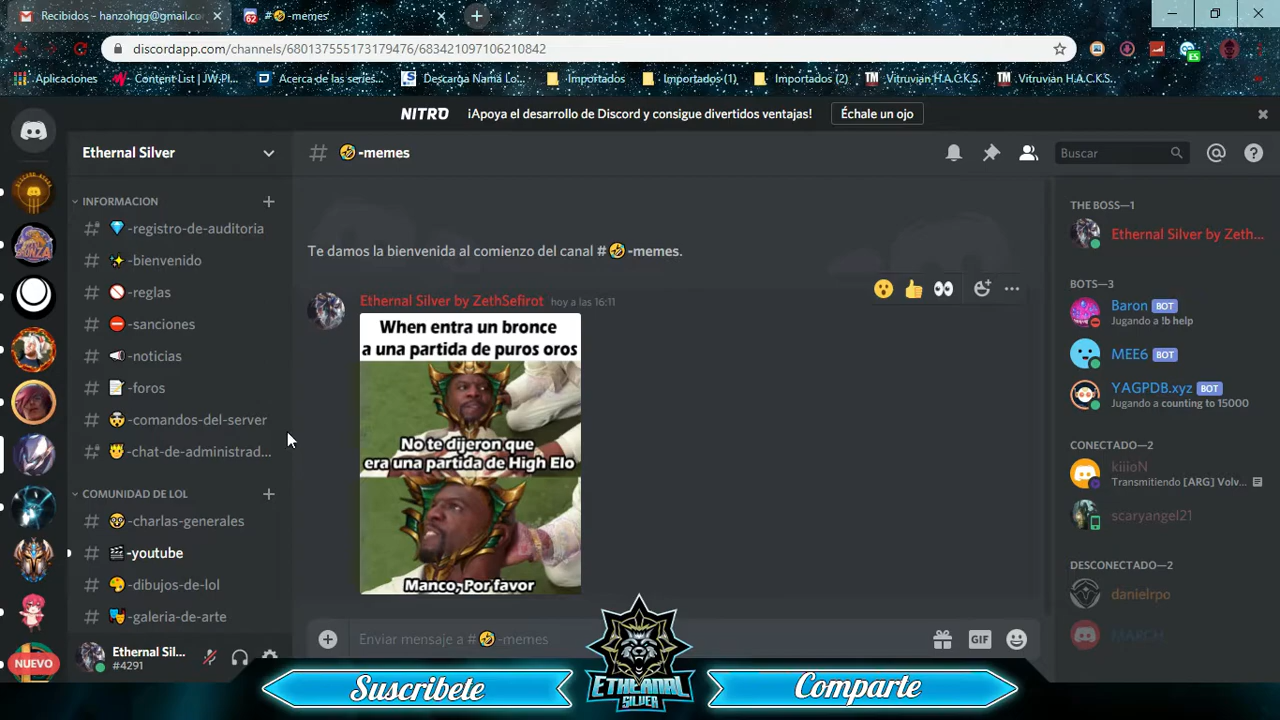 Recibidos - hanzohgg@gmail.co
62
# 🤣-memes
discordapp.com/channels/680137555173179476/683421097106210842
ES
Aplicaciones
Content List | JW Pl...
Acerca de las series...
Descarga Nama Lo...
Importados
Importados (1)
Importados (2)
TM
Vitruvian H.A.C.K.S.
TM
Vitruvian H.A.C.K.S.
NITRO
¡Apoya el desarrollo de Discord y consigue divertidos ventajas!
Échale un ojo
Ethernal Silver
# 🤣-memes
Buscar
INFORMACION
# 💎-registro-de-auditoria
# ✨-bienvenido
# 🚫-reglas
# ⛔-sanciones
# 📢-noticias
# 📝-foros
# 🤯-comandos-del-server
# 🤴-chat-de-administrad...
COMUNIDAD DE LOL
# 🤓-charlas-generales
# 🎬-youtube
# 🎨-dibujos-de-lol
# 🎭-galeria-de-arte
NUEVO
Ethernal Sil...
#4291
Te damos la bienvenida al comienzo del canal # 🤣-memes.
Ethernal Silver by ZethSefirot hoy a las 16:11
When entra un bronce
a una partida de puros oros
No te dijeron que
era una partida de High Elo
Manco, Por favor
Enviar mensaje a # 🤣-memes
GIF
THE BOSS—1
Ethernal Silver by Zeth...
BOTS—3
Baron BOT
Jugando a !b help
MEE6 BOT
YAGPDB.xyz BOT
Jugando a counting to 15000
CONECTADO—2
kiiioN
Transmitiendo [ARG] Volv...
scaryangel21
DESCONECTADO—2
danielrpo
MARCH
Suscribete
ETHERNAL
SILVER
Comparte